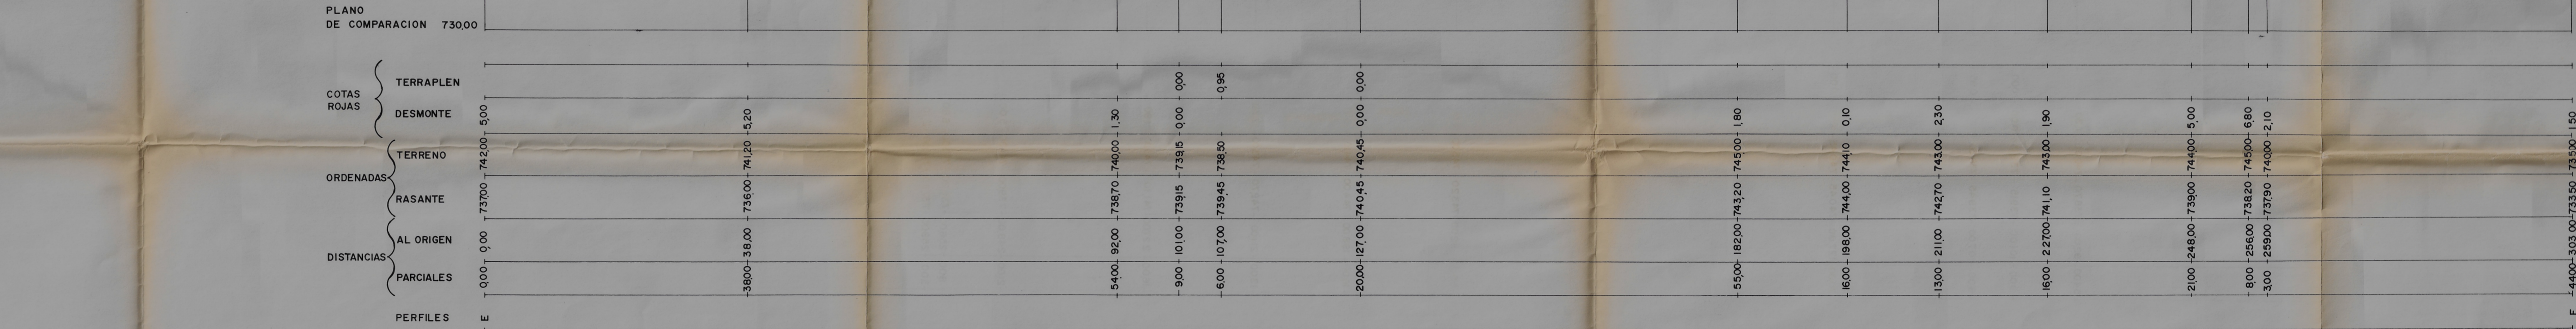 PLANO
DE COMPARACION 730,00
COTAS ROJAS
TERRAPLEN 0,00 0,95 0,00
DESMONTE 5,00 5,20 1,30 0,00 0,00 1,80 0,10 2,30 1,90 5,00 6,80 2,10 1,50
ORDENADAS
TERRENO 742,00 741,20 740,00 739,15 738,50 740,45 745,00 744,10 743,00 743,00 744,00 745,00 740,00 735,00
RASANTE 737,00 736,00 738,70 739,15 739,45 740,45 743,20 744,00 742,70 741,10 739,00 738,20 737,90 733,50
DISTANCIAS
AL ORIGEN 0,00 38,00 92,00 101,00 107,00 127,00 182,00 198,00 211,00 227,00 248,00 256,00 259,00 303,00
PARCIALES 0,00 38,00 54,00 9,00 6,00 20,00 55,00 16,00 13,00 16,00 21,00 8,00 3,00 44,00
PERFILES E